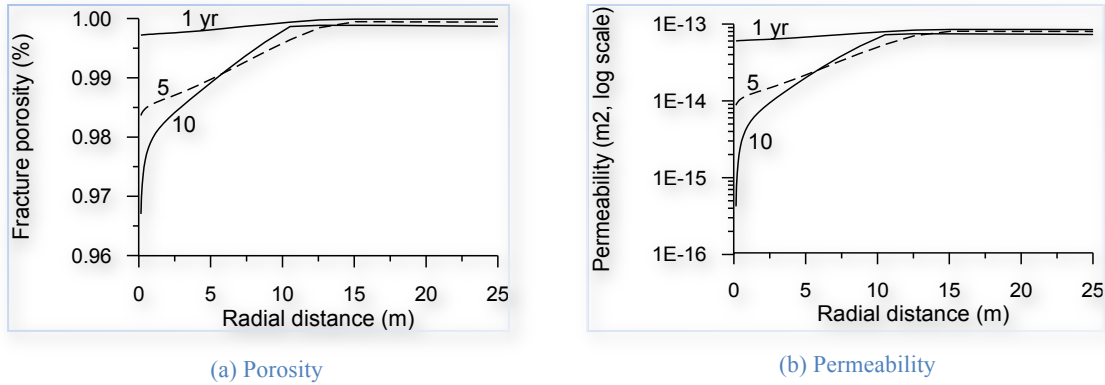 Fracture porosity (%)
1.00
0.99
0.98
0.97
0.96
1 yr
5
10
0 5 10 15 20 25
Radial distance (m)
(a) Porosity
Permeability (m2, log scale)
1E-13
1E-14
1E-15
1E-16
1 yr
5
10
0 5 10 15 20 25
Radial distance (m)
(b) Permeability